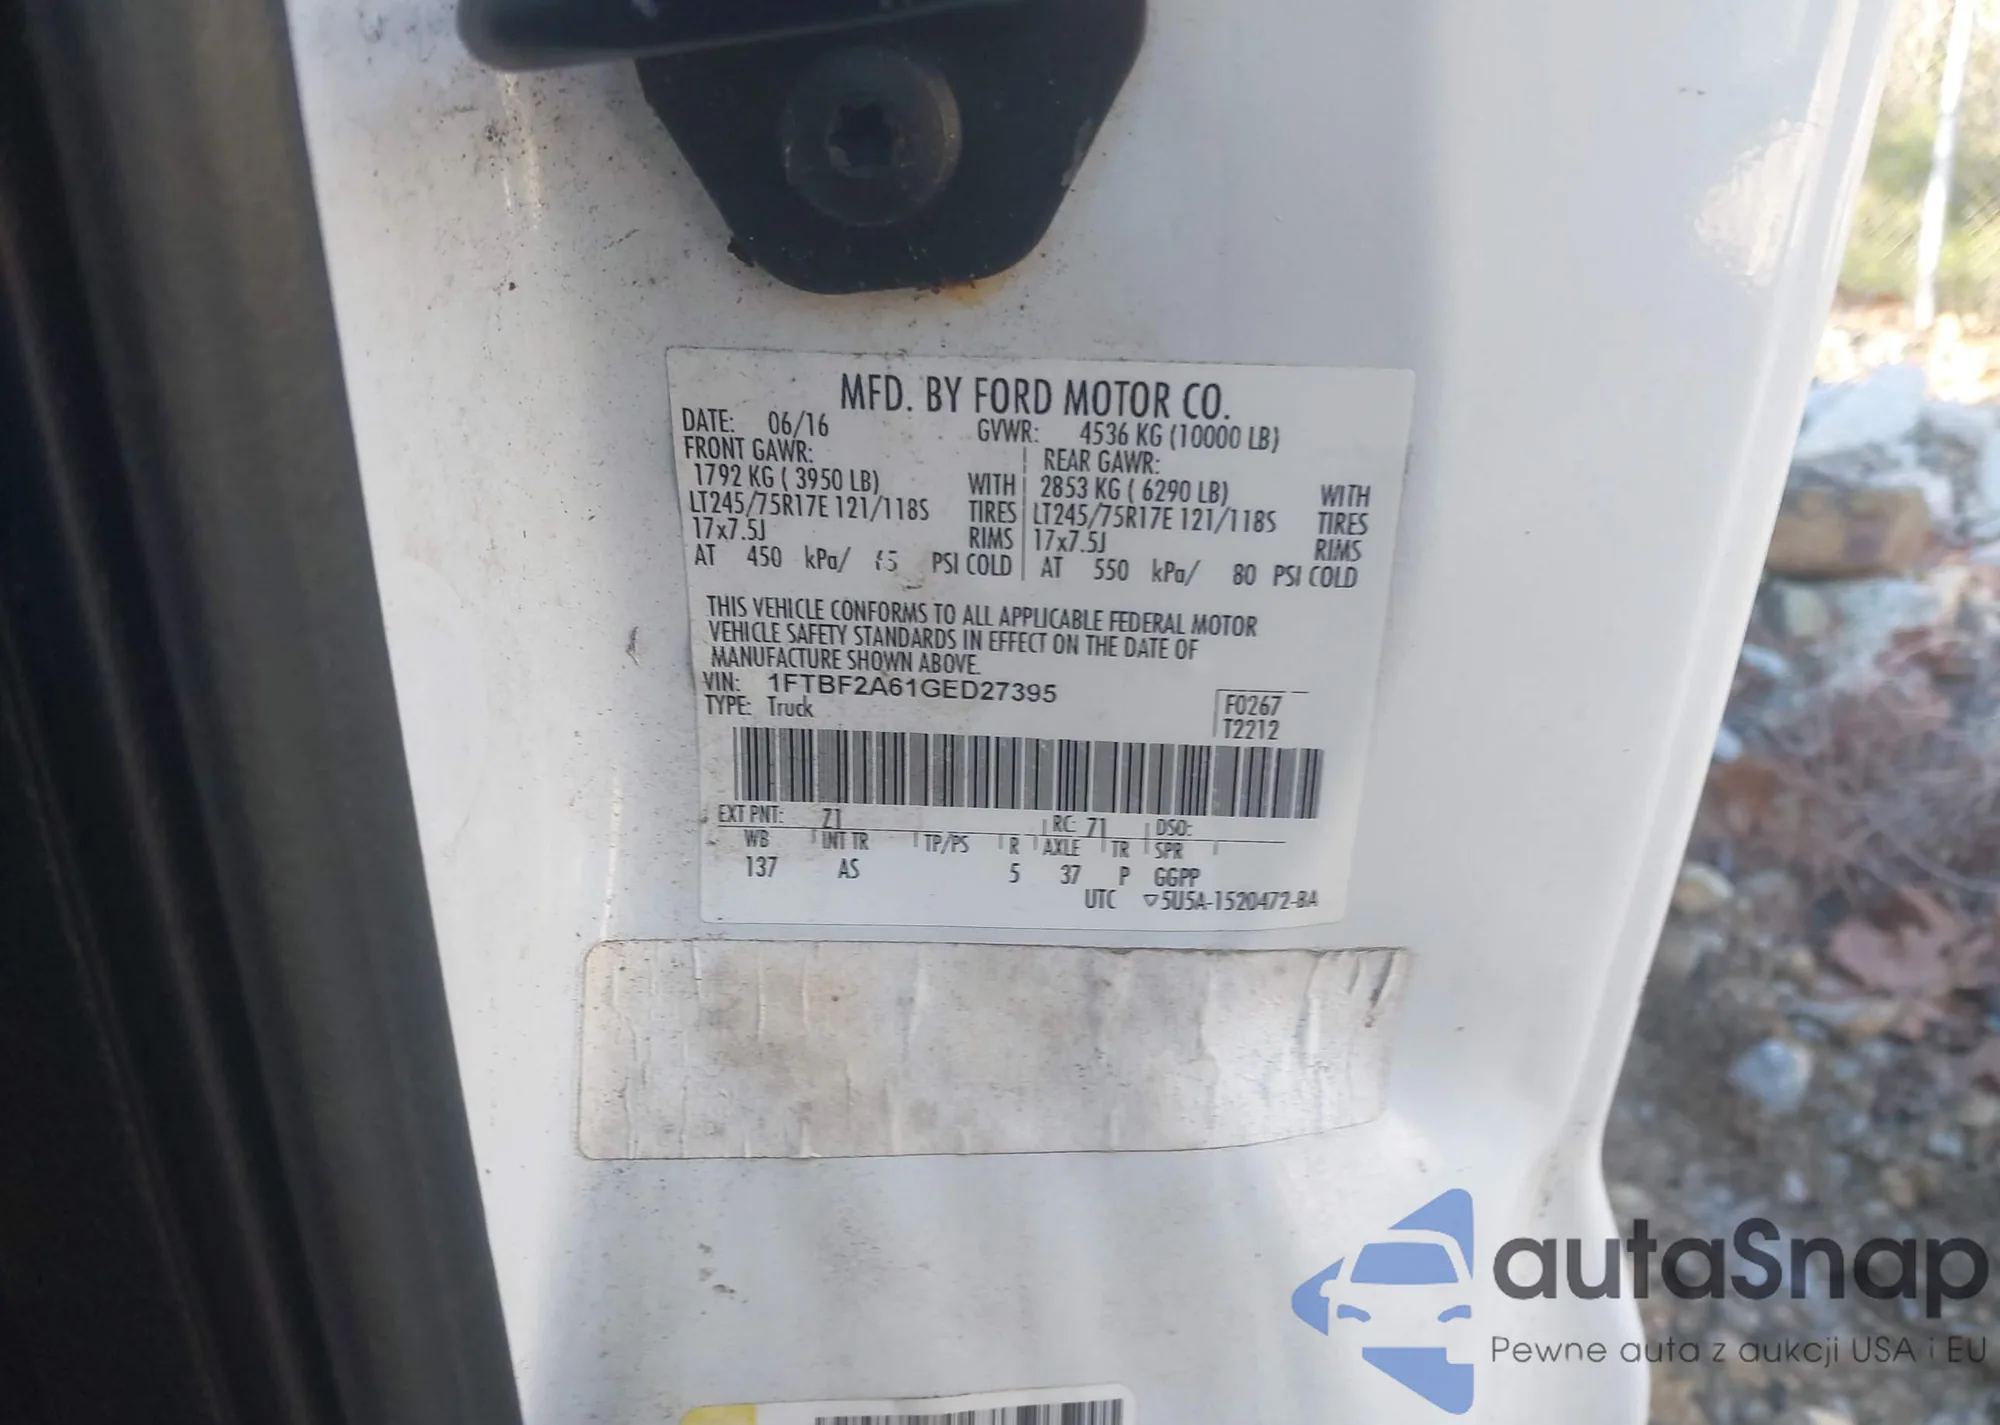 MFD. BY FORD MOTOR CO.
DATE: 06/16 GVWR: 4536 KG (10000 LB)
FRONT GAWR: REAR GAWR:
1792 KG ( 3950 LB) WITH 2853 KG ( 6290 LB) WITH
LT245/75R17E 121/118S TIRES LT245/75R17E 121/118S TIRES
17x7.5J RIMS 17x7.5J RIMS
AT 450 kPa/ 65 PSI COLD AT 550 kPa/ 80 PSI COLD
THIS VEHICLE CONFORMS TO ALL APPLICABLE FEDERAL MOTOR
VEHICLE SAFETY STANDARDS IN EFFECT ON THE DATE OF
MANUFACTURE SHOWN ABOVE.
VIN: 1FTBF2A61GED27395
TYPE: Truck
F0267
T2212
EXT PNT: Z1 RC: 71 DSO:
WB INT TR TP/PS R AXLE TR SPR
137 AS 5 37 P GGPP
UTC ▽5U5A-1520472-BA
autaSnap
Pewne auta z aukcji USA i EU